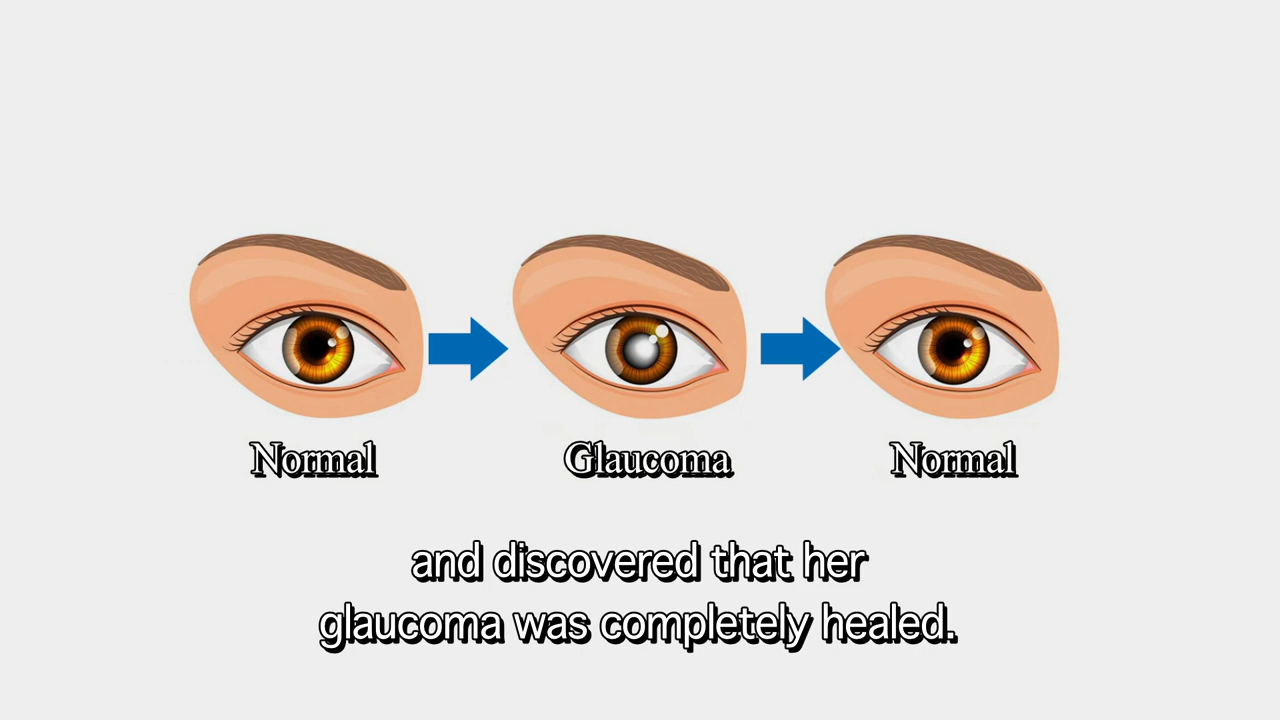 Normal
Glaucoma
Normal
and discovered that her
glaucoma was completely healed.